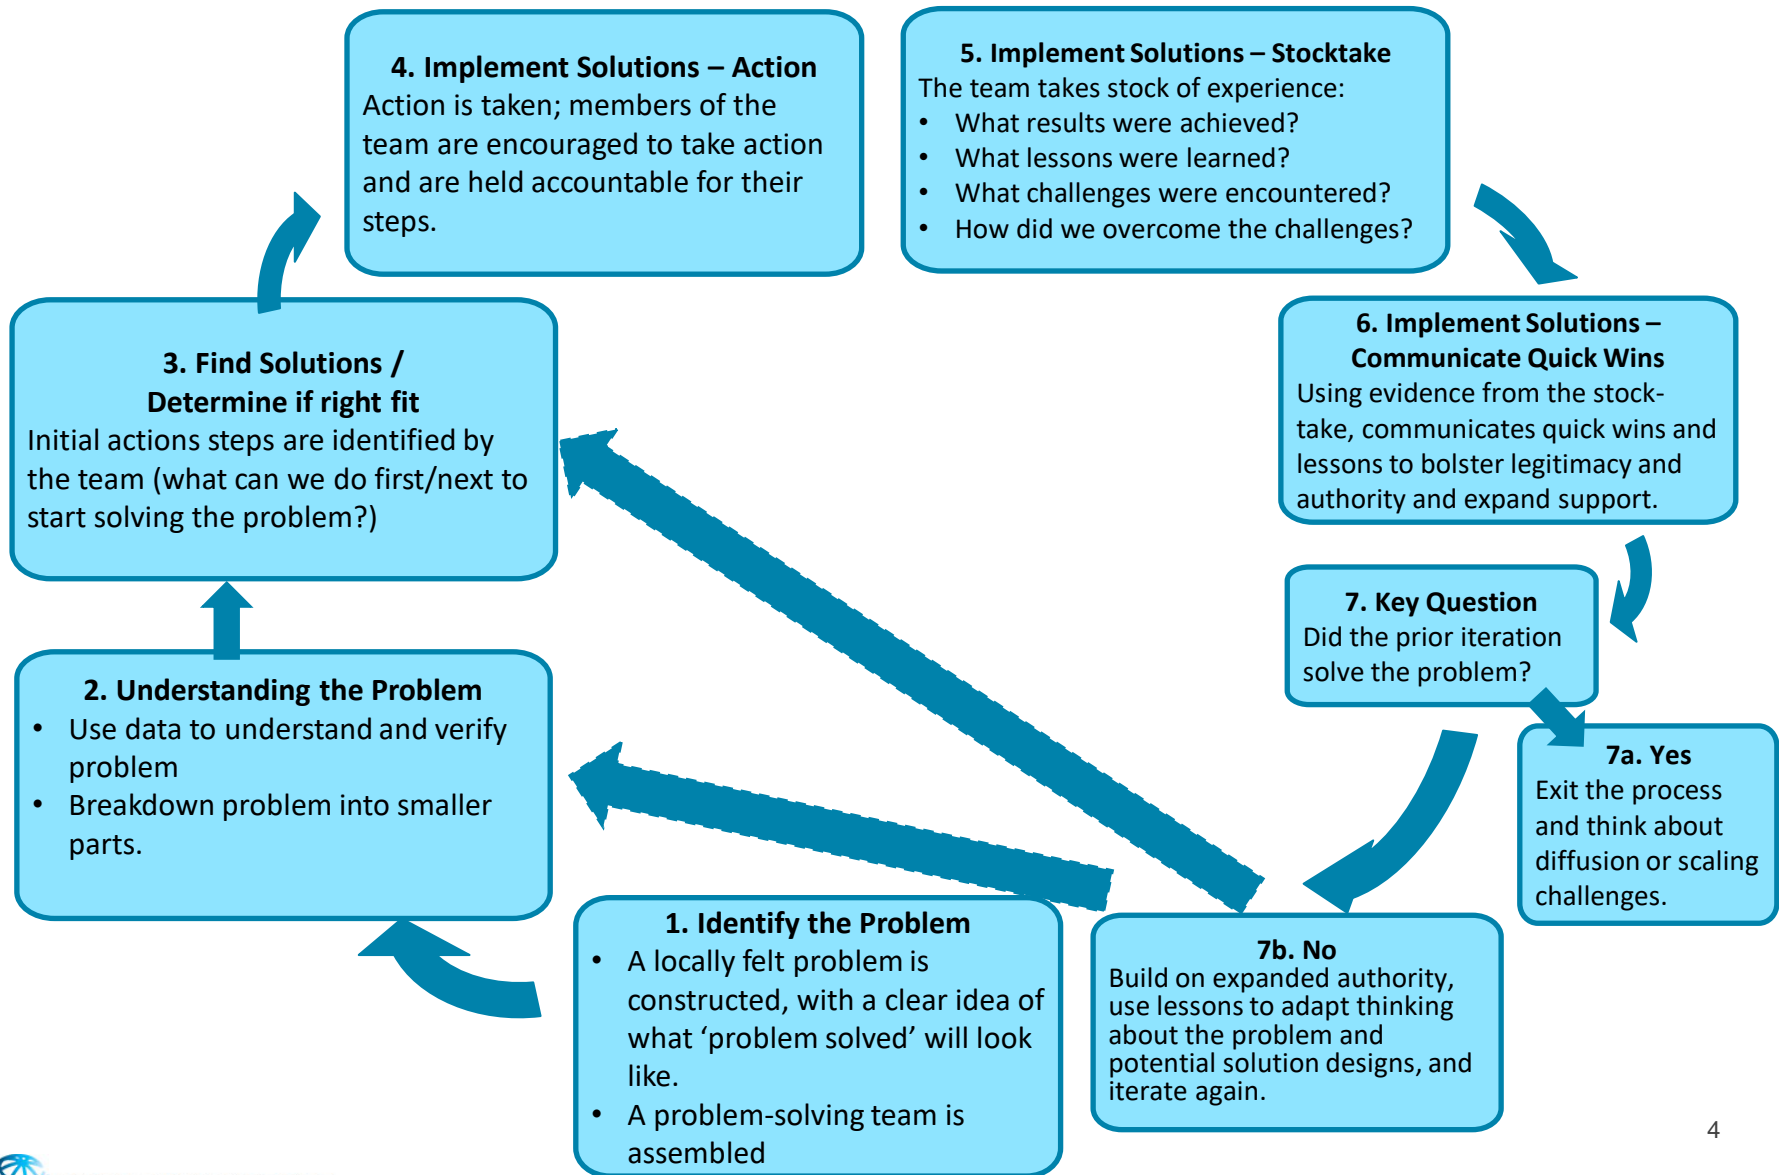 4. Implement Solutions – Action
Action is taken; members of the
team are encouraged to take action
and are held accountable for their
steps.
5. Implement Solutions – Stocktake
The team takes stock of experience:
• What results were achieved?
• What lessons were learned?
• What challenges were encountered?
• How did we overcome the challenges?
3. Find Solutions /
Determine if right fit
Initial actions steps are identified by
the team (what can we do first/next to
start solving the problem?)
6. Implement Solutions –
Communicate Quick Wins
Using evidence from the stock-
take, communicates quick wins and
lessons to bolster legitimacy and
authority and expand support.
7. Key Question
Did the prior iteration
solve the problem?
2. Understanding the Problem
• Use data to understand and verify
problem
• Breakdown problem into smaller
parts.
7a. Yes
Exit the process
and think about
diffusion or scaling
challenges.
1. Identify the Problem
• A locally felt problem is
constructed, with a clear idea of
what ‘problem solved’ will look
like.
• A problem-solving team is
assembled
7b. No
Build on expanded authority,
use lessons to adapt thinking
about the problem and
potential solution designs, and
iterate again.
4